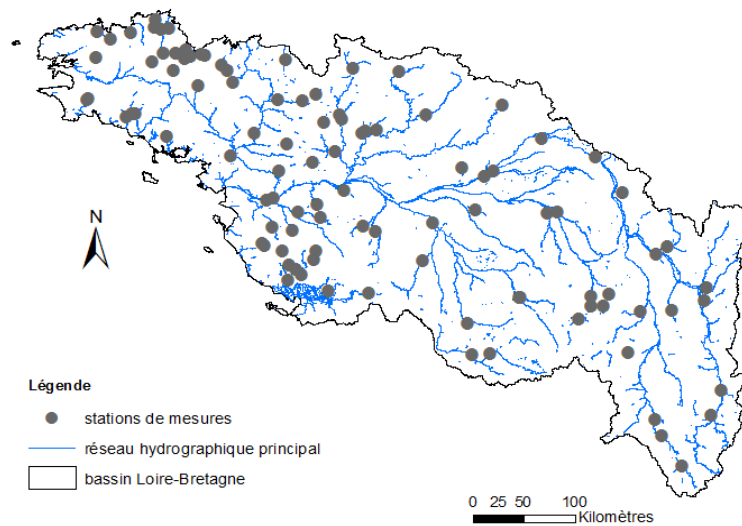 N
Légende
stations de mesures
réseau hydrographique principal
bassin Loire-Bretagne
0 25 50 100
Kilomètres